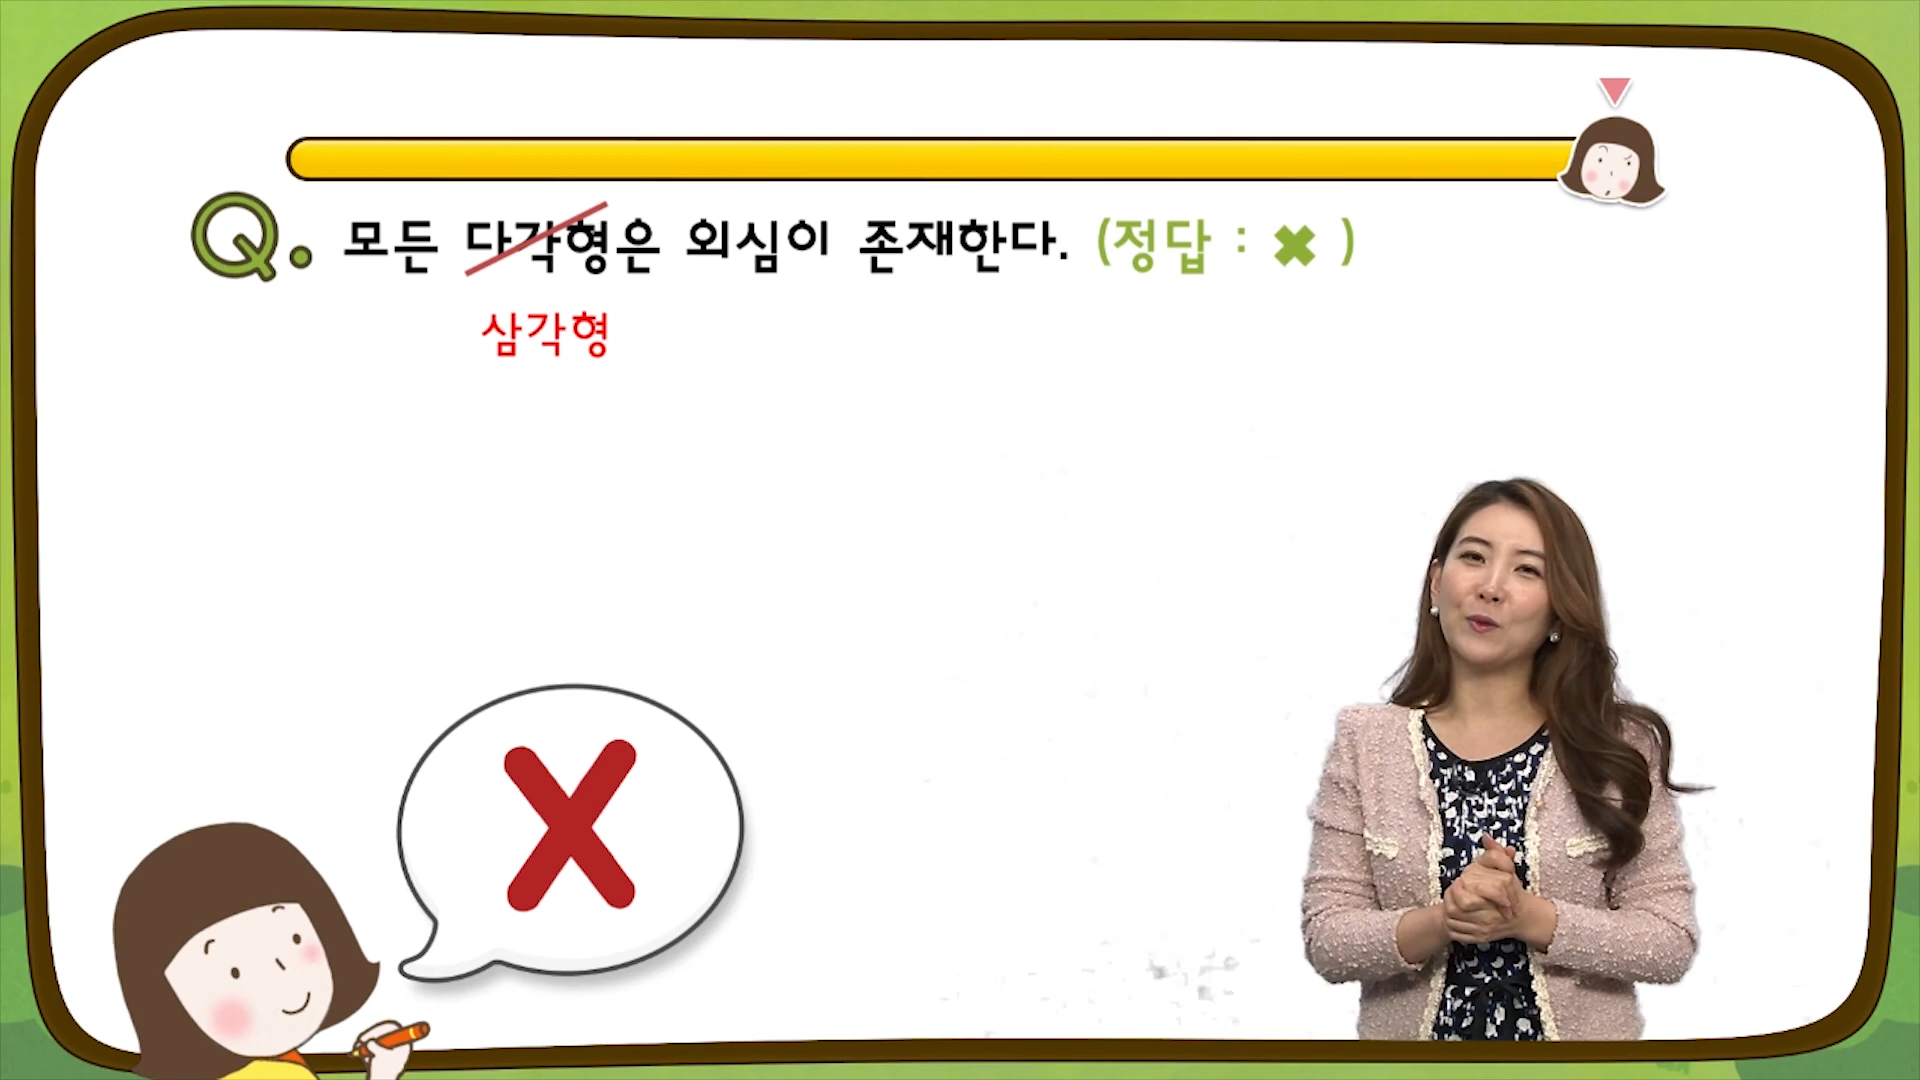 Q. 모든 다각형은 외심이 존재한다. (정답 : ✖ )
삼각형
X